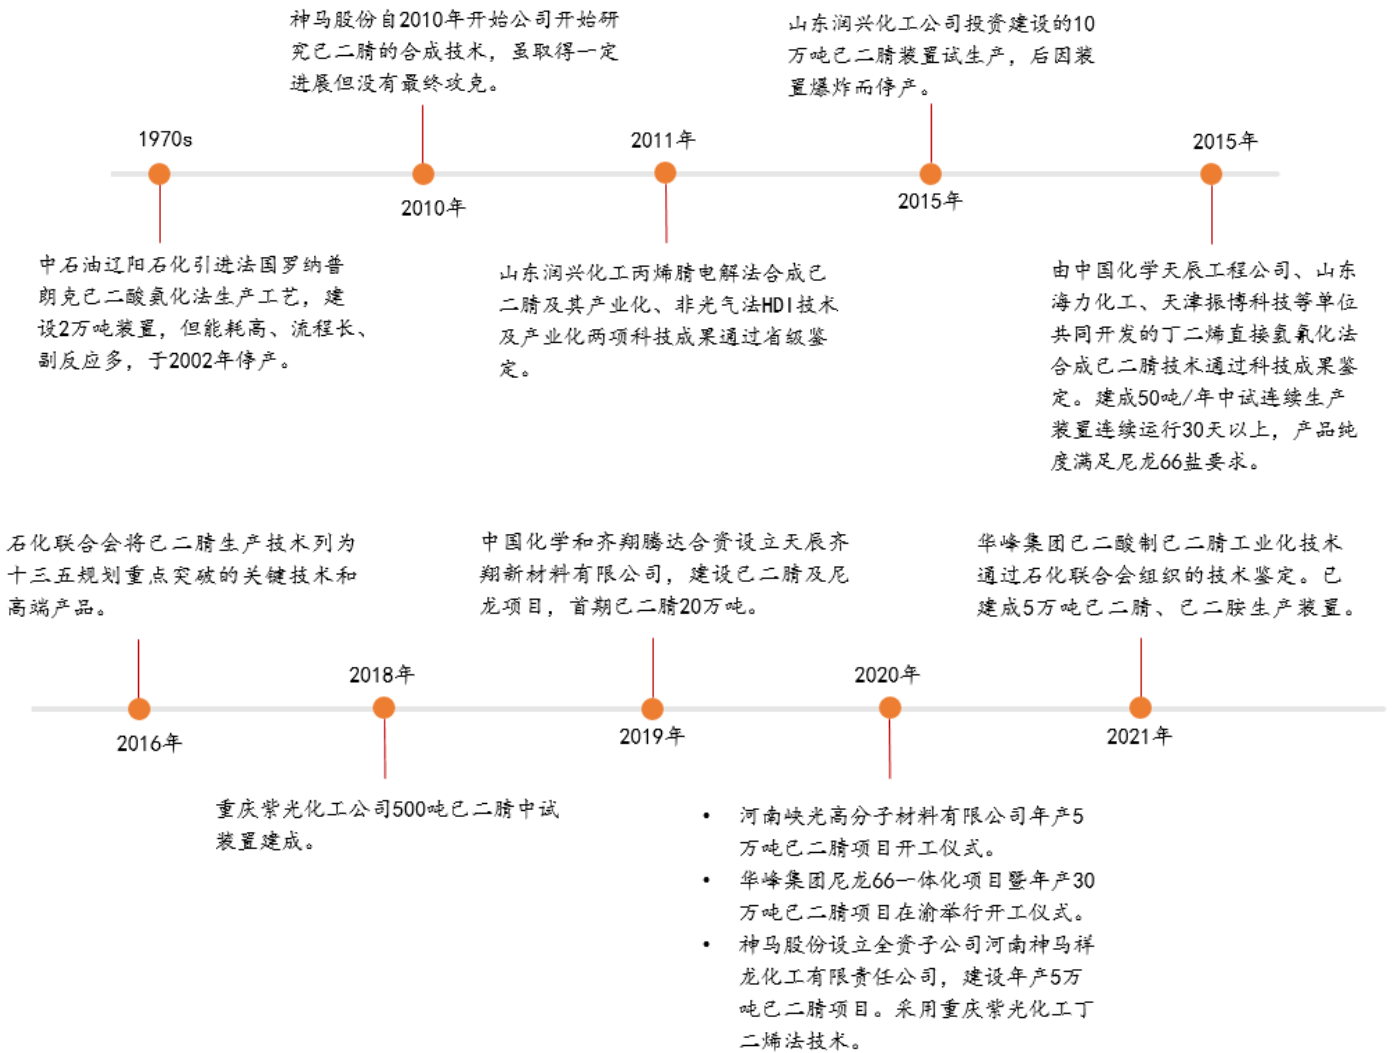 神马股份自2010年开始公司开始研
究己二腈的合成技术，虽取得一定
进展但没有最终攻克。
山东润兴化工公司投资建设的10
万吨己二腈装置试生产，后因装
置爆炸而停产。
1970s
2010年
2011年
2015年
2015年
中石油辽阳石化引进法国罗纳普
朗克己二酸氨化法生产工艺，建
设2万吨装置，但能耗高、流程长、
副反应多，于2002年停产。
山东润兴化工丙烯腈电解法合成己
二腈及其产业化、非光气法HDI技术
及产业化两项科技成果通过省级鉴
定。
由中国化学天辰工程公司、山东
海力化工、天津振博科技等单位
共同开发的丁二烯直接氢氰化法
合成己二腈技术通过科技成果鉴
定。建成50吨/年中试连续生产
装置连续运行30天以上，产品纯
度满足尼龙66盐要求。
石化联合会将己二腈生产技术列为
十三五规划重点突破的关键技术和
高端产品。
中国化学和齐翔腾达合资设立天辰齐
翔新材料有限公司，建设己二腈及尼
龙项目，首期己二腈20万吨。
华峰集团己二酸制己二腈工业化技术
通过石化联合会组织的技术鉴定。已
建成5万吨己二腈、己二胺生产装置。
2016年
2018年
2019年
2020年
2021年
重庆紫光化工公司500吨己二腈中试
装置建成。
• 河南峡光高分子材料有限公司年产5
万吨己二腈项目开工仪式。
• 华峰集团尼龙66一体化项目暨年产30
万吨己二腈项目在渝举行开工仪式。
• 神马股份设立全资子公司河南神马祥
龙化工有限责任公司，建设年产5万
吨己二腈项目。采用重庆紫光化工丁
二烯法技术。